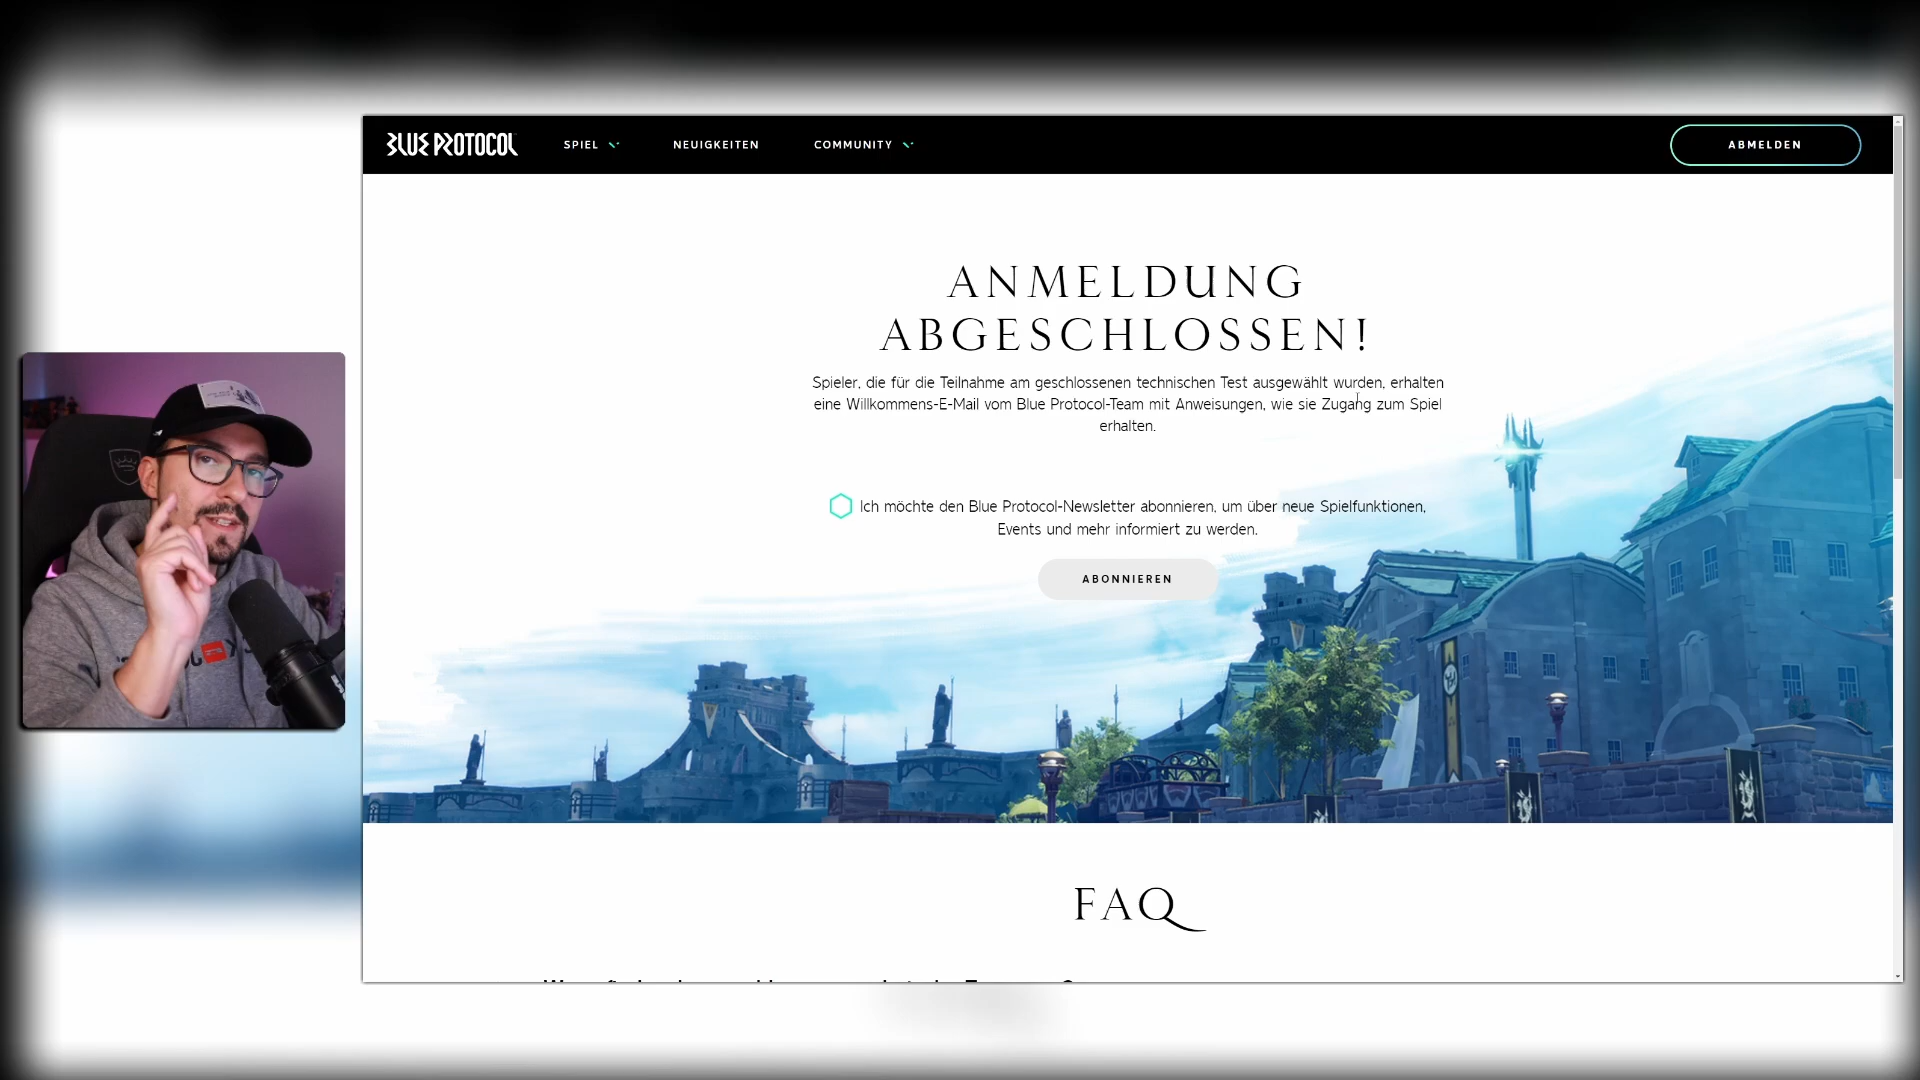 BLUE PROTOCOL
SPIEL
NEUIGKEITEN
COMMUNITY
ABMELDEN
ANMELDUNG
ABGESCHLOSSEN!
Spieler, die für die Teilnahme am geschlossenen technischen Test ausgewählt wurden, erhalten
eine Willkommens-E-Mail vom Blue Protocol-Team mit Anweisungen, wie sie Zugang zum Spiel
erhalten.
Ich möchte den Blue Protocol-Newsletter abonnieren, um über neue Spielfunktionen,
Events und mehr informiert zu werden.
ABONNIEREN
FAQ